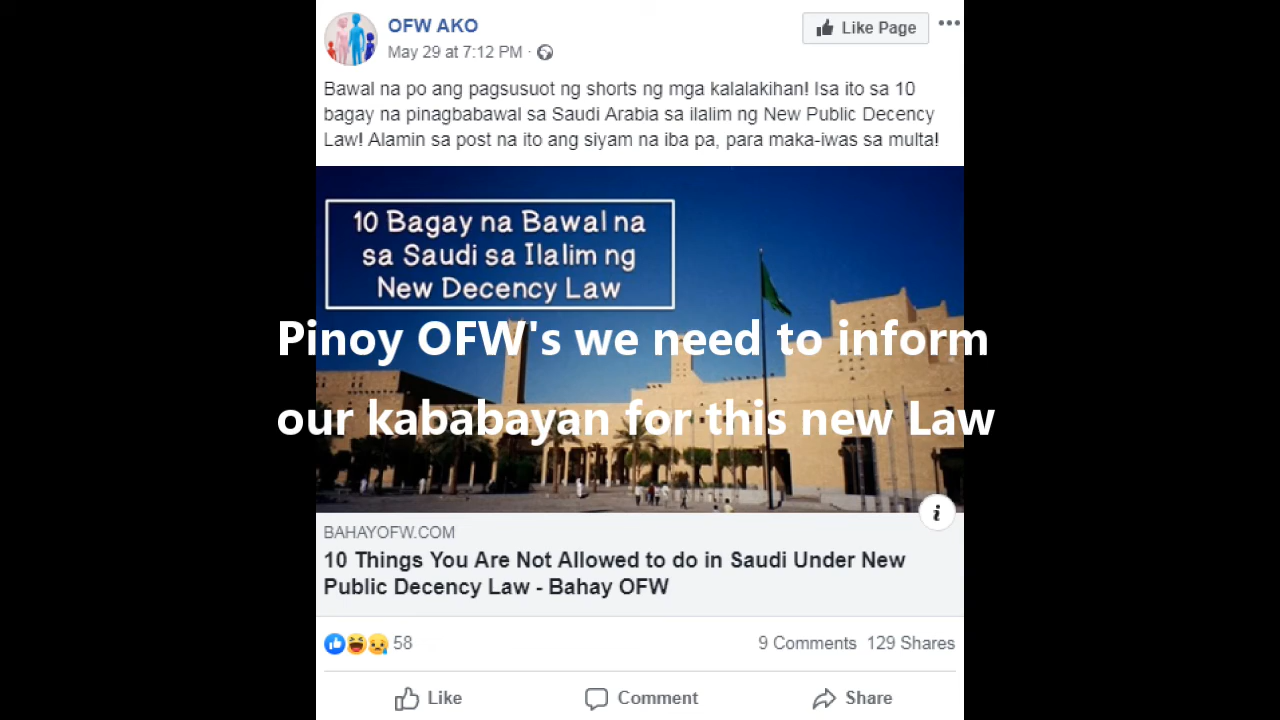 OFW AKO
Like Page
May 29 at 7:12 PM ·
Bawal na po ang pagsusuot ng shorts ng mga kalalakihan! Isa ito sa 10
bagay na pinagbabawal sa Saudi Arabia sa ilalim ng New Public Decency
Law! Alamin sa post na ito ang siyam na iba pa, para maka-iwas sa multa!
10 Bagay na Bawal na
sa Saudi sa Ilalim ng
New Decency Law
Pinoy OFW's we need to inform
our kababayan for this new Law
BAHAYOFW.COM
10 Things You Are Not Allowed to do in Saudi Under New
Public Decency Law - Bahay OFW
58
9 Comments 129 Shares
Like Comment Share